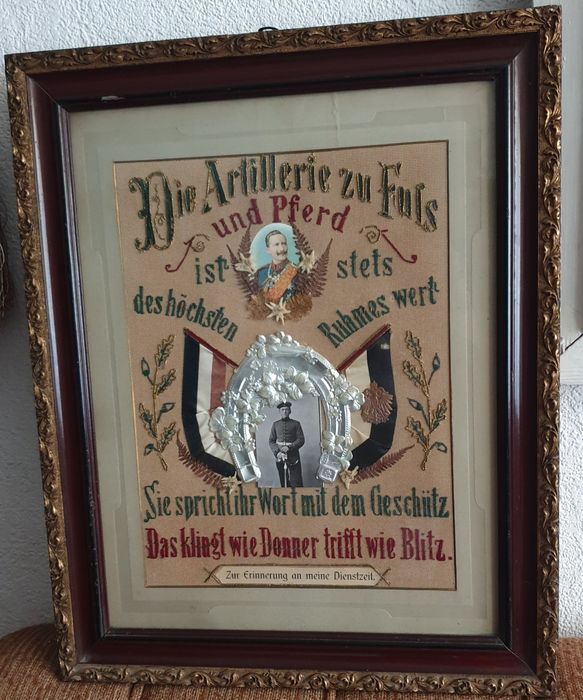 Die Artillerie zu Fuſs
und Pferd
ist stets
des höchsten Ruhmes wert
Sie spricht ihr Wort mit dem Geschütz
Das klingt wie Donner trifft wie Blitz.
Zur Erinnerung an meine Dienstzeit.